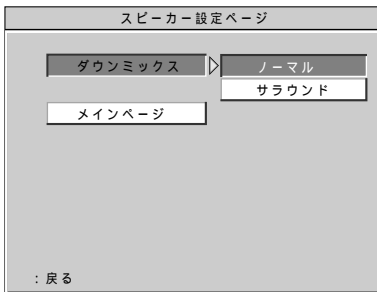 スピーカー設定ページ
ダウンミックス
ノーマル
サラウンド
メインページ
：戻る